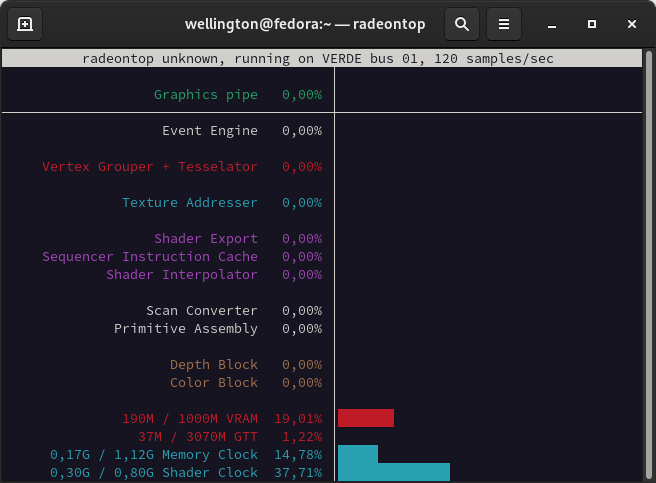 wellington@fedora:~ — radeontop
radeontop unknown, running on VERDE bus 01, 120 samples/sec
Graphics pipe 0,00%
Event Engine 0,00%
Vertex Grouper + Tesselator 0,00%
Texture Addresser 0,00%
Shader Export 0,00%
Sequencer Instruction Cache 0,00%
Shader Interpolator 0,00%
Scan Converter 0,00%
Primitive Assembly 0,00%
Depth Block 0,00%
Color Block 0,00%
190M / 1000M VRAM 19,01%
37M / 3070M GTT 1,22%
0,17G / 1,12G Memory Clock 14,78%
0,30G / 0,80G Shader Clock 37,71%